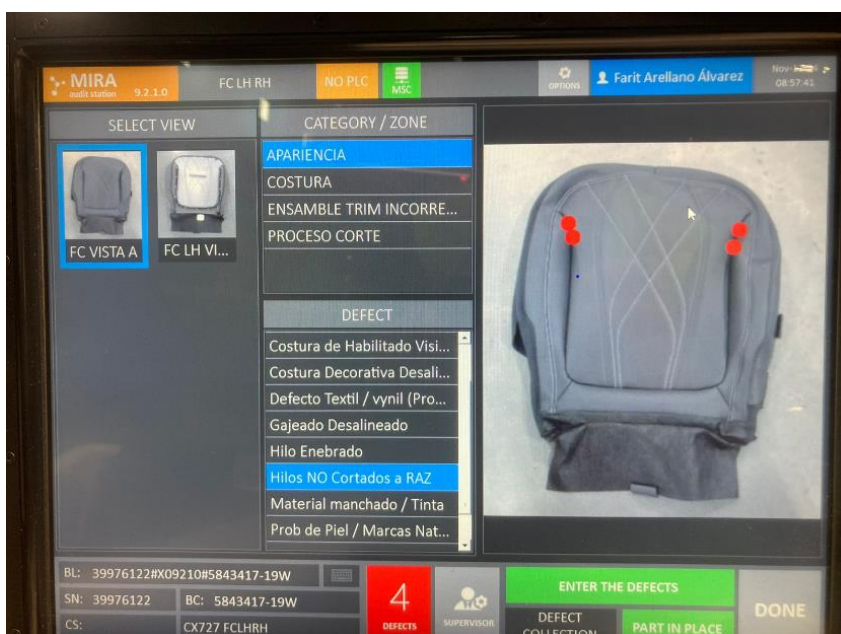 MIRA
audit station 9.2.1.0
FC LH RH
NO PLC
MSC
OPTIONS
Farit Arellano Álvarez
Nov-
08:57:41
SELECT VIEW
FC VISTA A
FC LH VI...
CATEGORY / ZONE
APARIENCIA
COSTURA
ENSAMBLE TRIM INCORRE...
PROCESO CORTE
DEFECT
Costura de Habilitado Visi...
Costura Decorativa Desali...
Defecto Textil / vynil (Pro...
Gajeado Desalineado
Hilo Enebrado
Hilos NO Cortados a RAZ
Material manchado / Tinta
Prob de Piel / Marcas Nat...
BL: 39976122#X09210#5843417-19W
SN: 39976122
BC: 5843417-19W
CS:
CX727 FCLHRH
4
DEFECTS
SUPERVISOR
ENTER THE DEFECTS
DEFECT
COLLECTION
PART IN PLACE
DONE